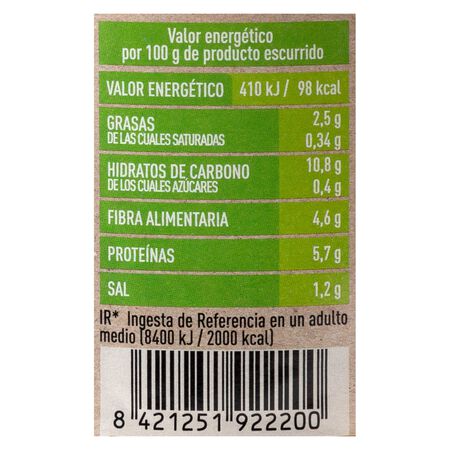 Valor energético
por 100 g de producto escurrido
VALOR ENERGÉTICO 410 kJ / 98 kcal
GRASAS 2,5 g
DE LAS CUALES SATURADAS 0,34 g
HIDRATOS DE CARBONO 10,8 g
DE LOS CUALES AZÚCARES 0,4 g
FIBRA ALIMENTARIA 4,6 g
PROTEÍNAS 5,7 g
SAL 1,2 g
IR* Ingesta de Referencia en un adulto
medio (8400 kJ / 2000 kcal)
8 421251 922200